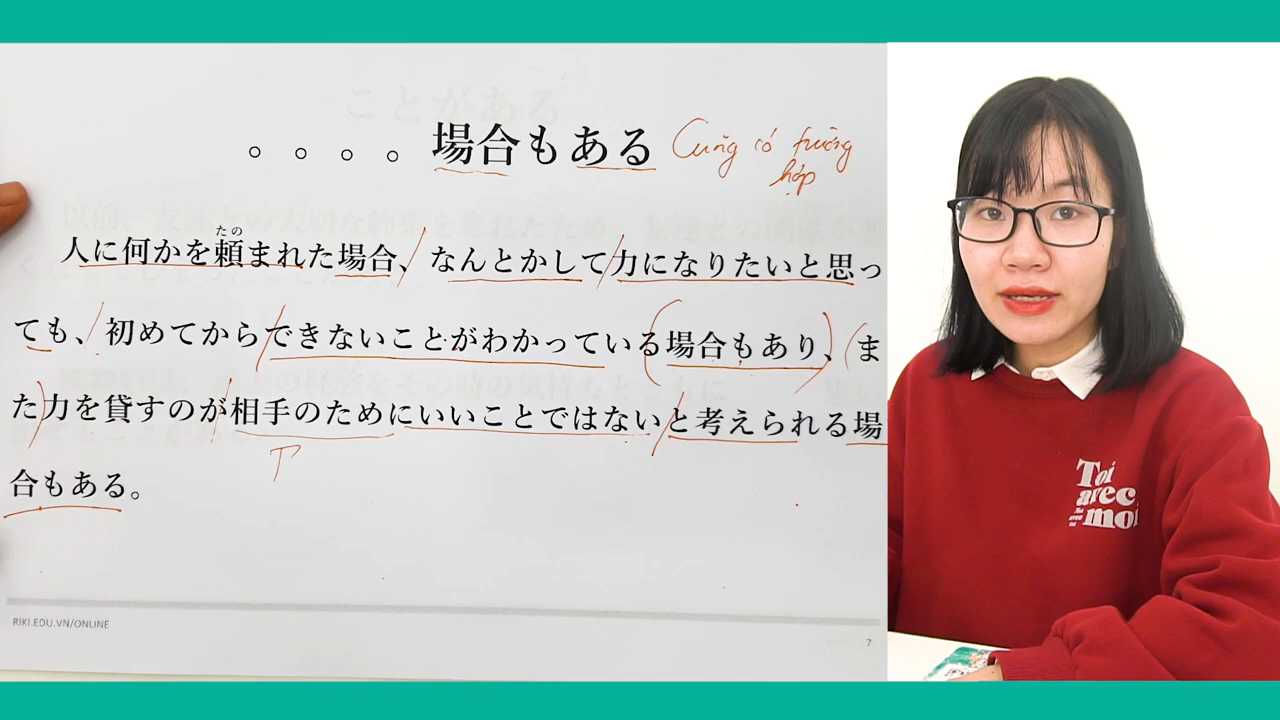 。。。。場合もある Cũng có trường
hợp
たの
人に何かを頼まれた場合、なんとかして力になりたいと思っ
ても、初めてからできないことがわかっている場合もあり、ま
た力を貸すのが相手のためにいいことではないと考えられる場
合もある。
RIKI.EDU.VN/ONLINE
7
Toi
avec
moi